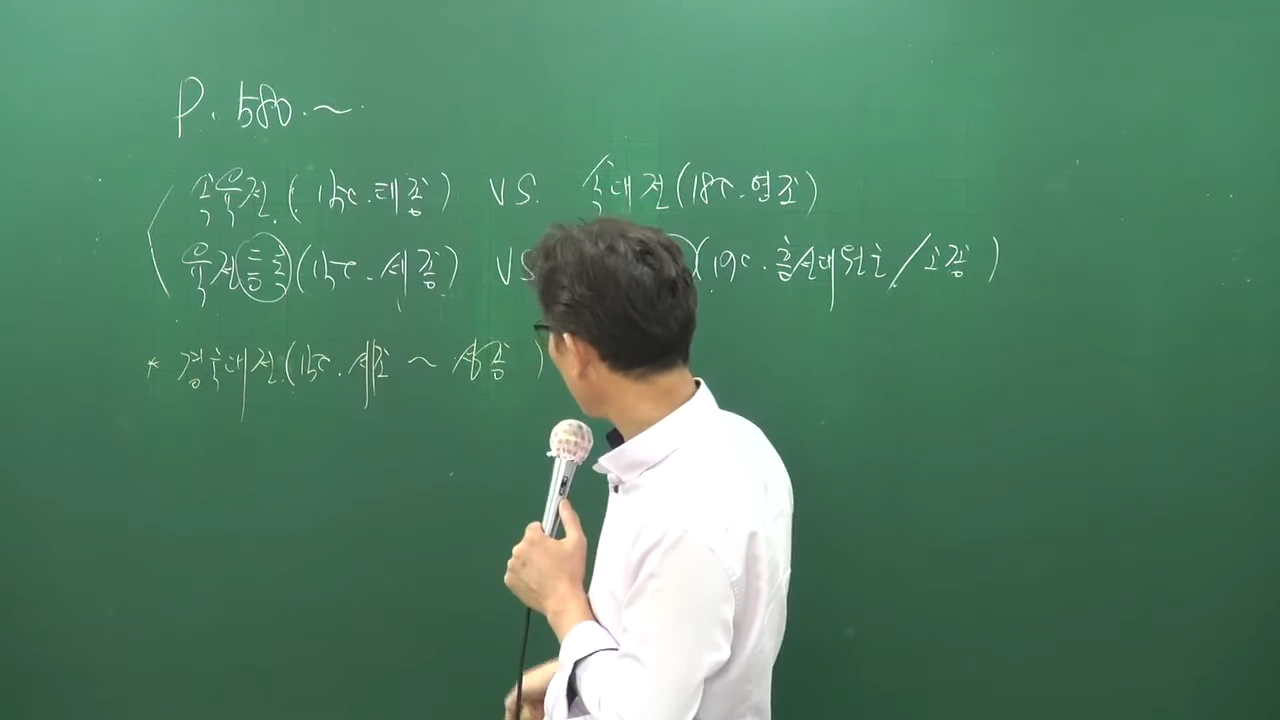 P. 580. ~
속육전 (15c. 태종) VS. 속대전 (18c. 영조)
육전등록 (15c. 세종) VS (19c. 흥선대원군 / 고종)
* 경국대전 (15c. 세조 ~ 성종)